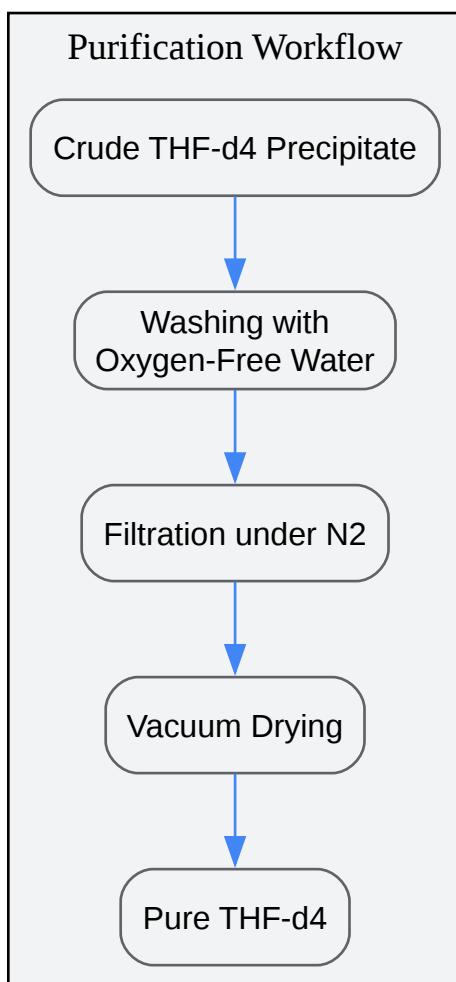 Purification Workflow
Crude THF-d4 Precipitate
Washing with
Oxygen-Free Water
Filtration under N2
Vacuum Drying
Pure THF-d4